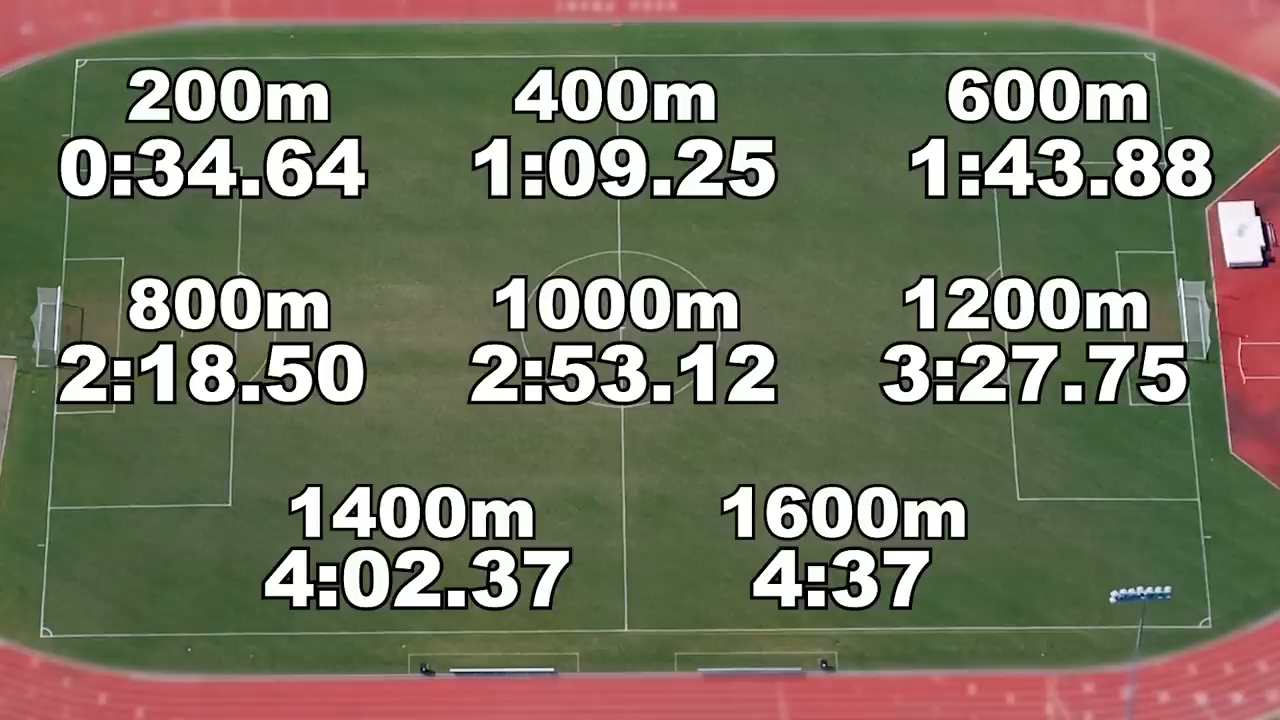 200m 400m 600m
0:34.64 1:09.25 1:43.88
800m 1000m 1200m
2:18.50 2:53.12 3:27.75
1400m 1600m
4:02.37 4:37